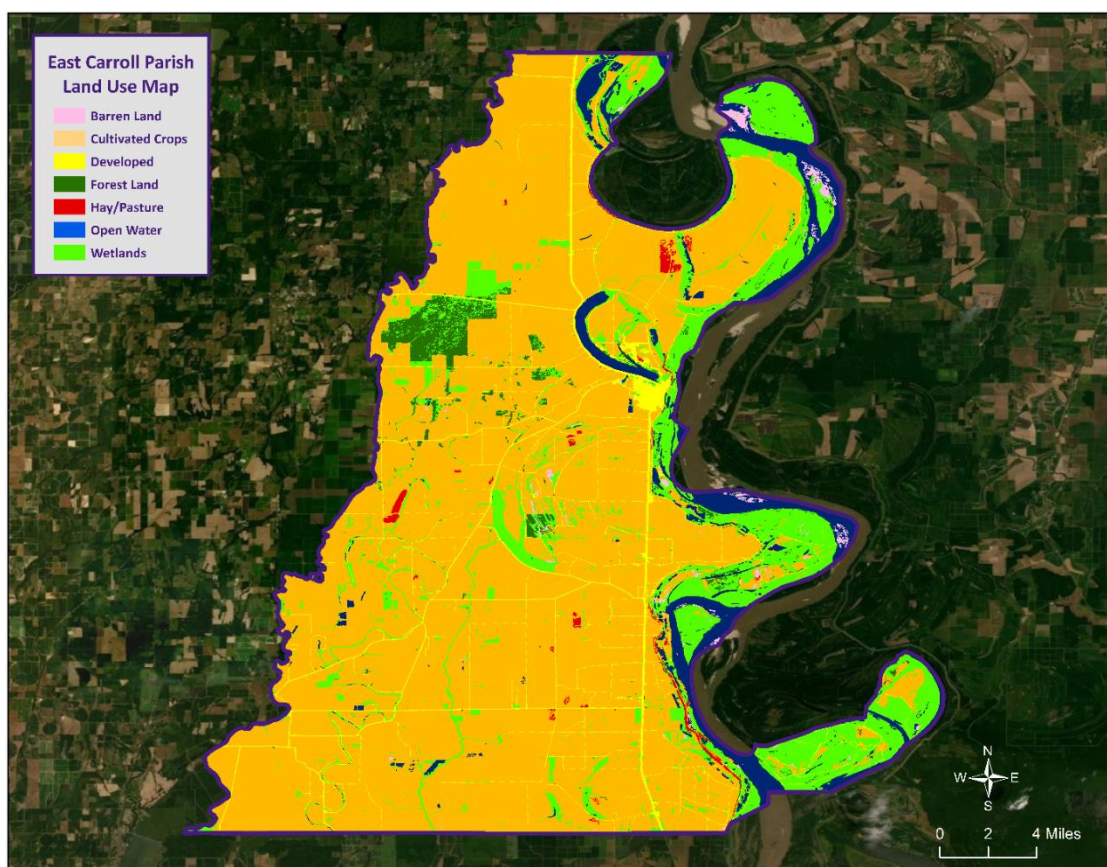 East Carroll Parish
Land Use Map
Barren Land
Cultivated Crops
Developed
Forest Land
Hay/Pasture
Open Water
Wetlands
N
W E
S
0 2 4 Miles